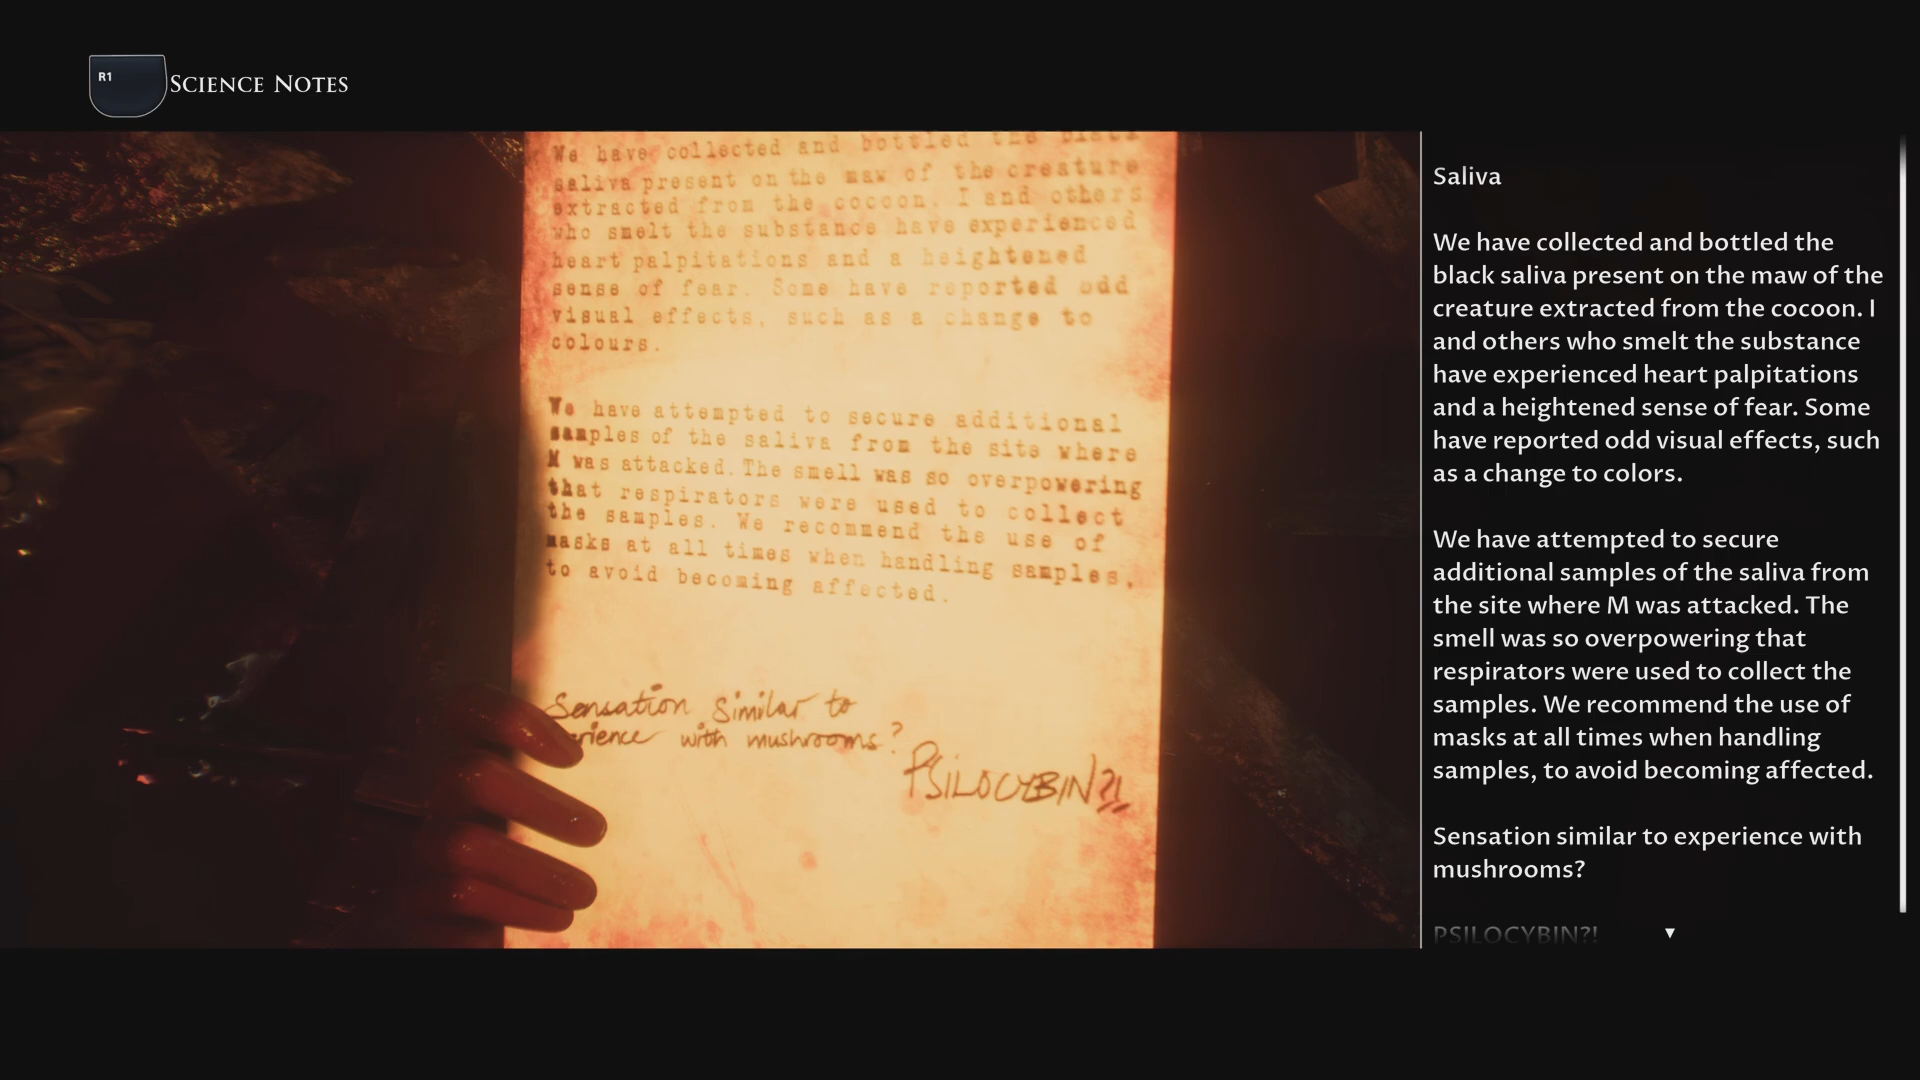 R1
Science Notes
We have collected and bottled the black
saliva present on the maw of the creature
extracted from the cocoon. I and others
who smelt the substance have experienced
heart palpitations and a heightened
sense of fear. Some have reported odd
visual effects, such as a change to
colours.
We have attempted to secure additional
samples of the saliva from the site where
M was attacked. The smell was so overpowering
that respirators were used to collect
the samples. We recommend the use of
masks at all times when handling samples,
to avoid becoming affected.
Sensation similar to
erience with mushrooms?
PSILOCYBIN?!
Saliva
We have collected and bottled the
black saliva present on the maw of the
creature extracted from the cocoon. I
and others who smelt the substance
have experienced heart palpitations
and a heightened sense of fear. Some
have reported odd visual effects, such
as a change to colors.
We have attempted to secure
additional samples of the saliva from
the site where M was attacked. The
smell was so overpowering that
respirators were used to collect the
samples. We recommend the use of
masks at all times when handling
samples, to avoid becoming affected.
Sensation similar to experience with
mushrooms?
PSILOCYBIN?!